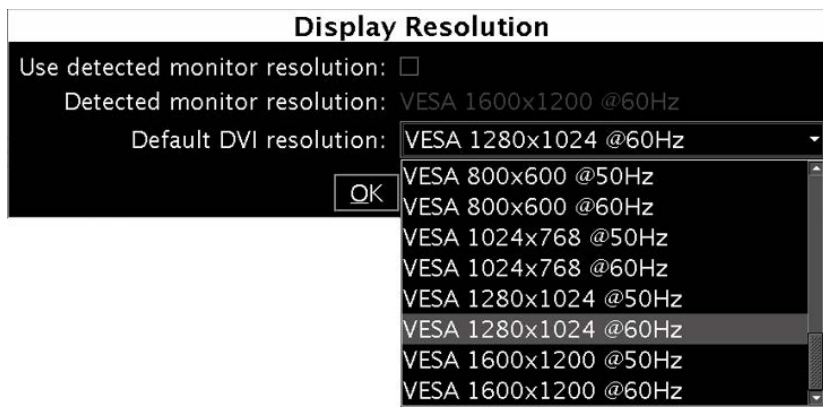 Display Resolution
Use detected monitor resolution:
Detected monitor resolution: VESA 1600x1200 @60Hz
Default DVI resolution: VESA 1280x1024 @60Hz
OK
VESA 800x600 @50Hz
VESA 800x600 @60Hz
VESA 1024x768 @50Hz
VESA 1024x768 @60Hz
VESA 1280x1024 @50Hz
VESA 1280x1024 @60Hz
VESA 1600x1200 @50Hz
VESA 1600x1200 @60Hz